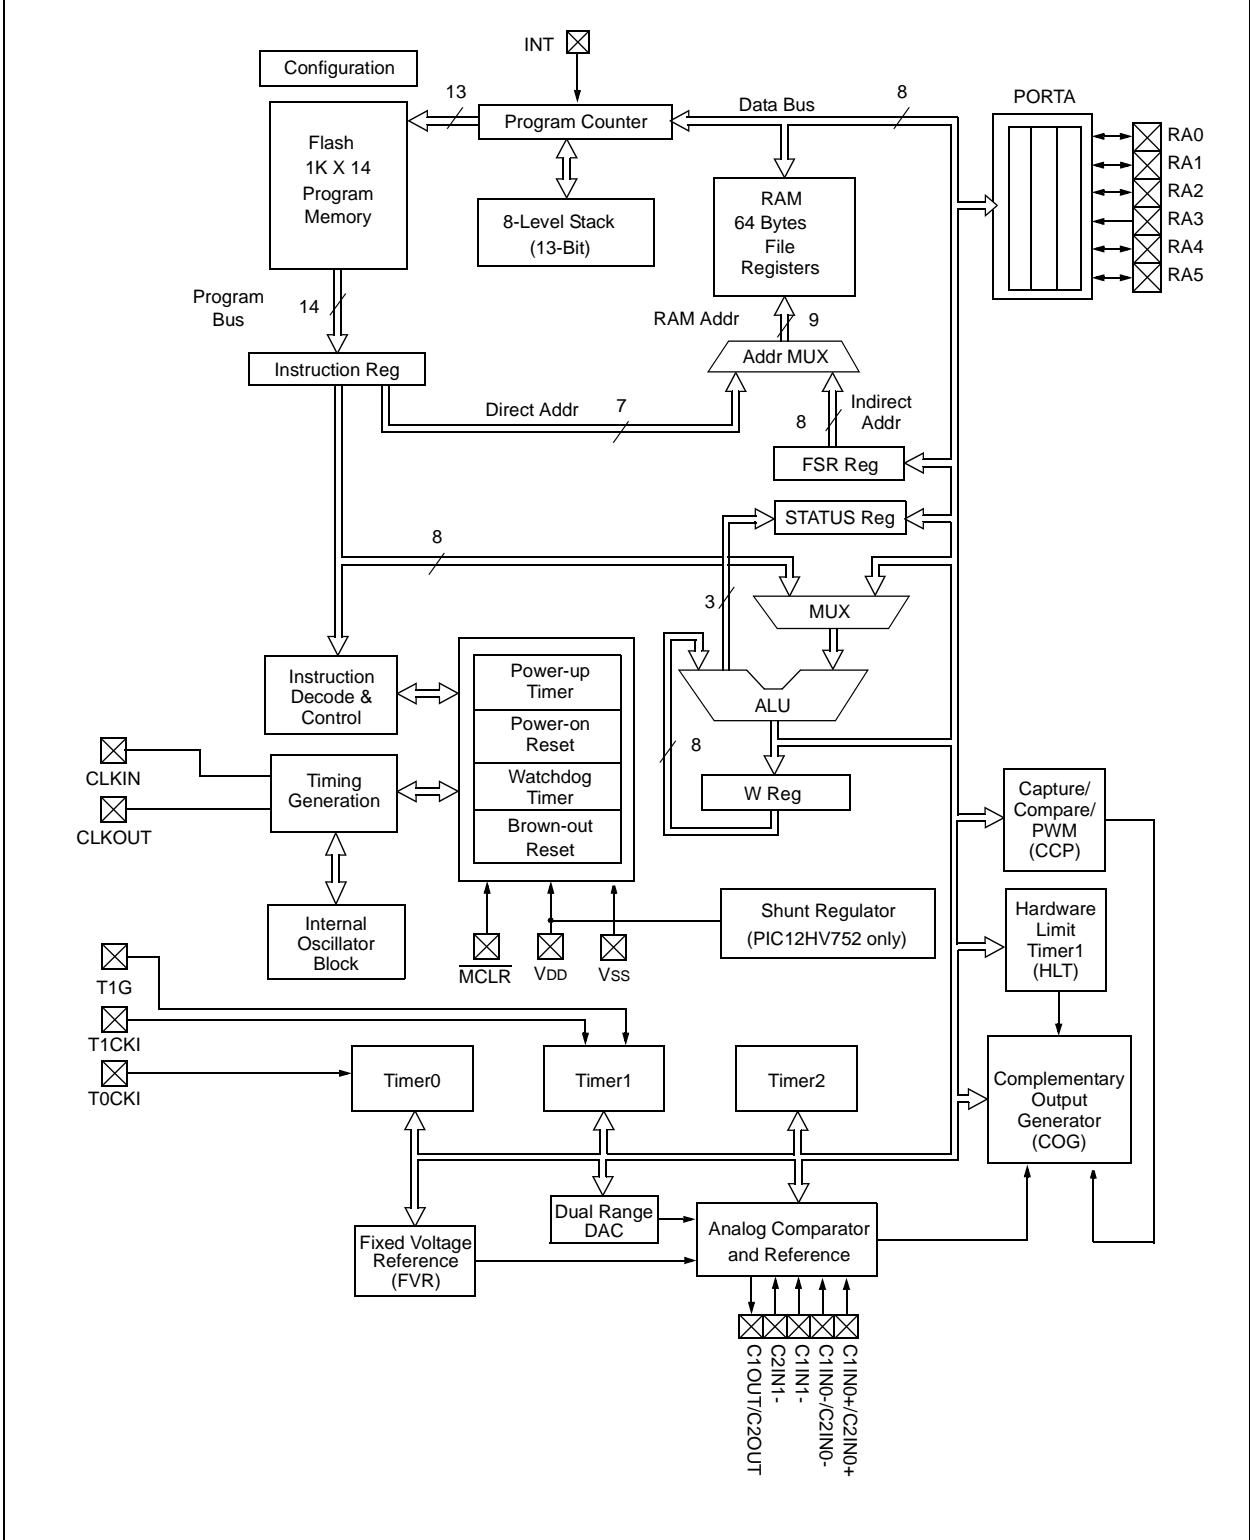 INT
Configuration
13
Data Bus
8
PORTA
Program Counter
Flash
1K X 14
Program
Memory
8-Level Stack
(13-Bit)
RAM
64 Bytes
File
Registers
RA0
RA1
RA2
RA3
RA4
RA5
Program
Bus
14
RAM Addr
9
Addr MUX
Instruction Reg
Direct Addr
7
Indirect
Addr
8
FSR Reg
STATUS Reg
8
3
MUX
Instruction
Decode &
Control
Power-up
Timer
Power-on
Reset
Watchdog
Timer
Brown-out
Reset
ALU
8
W Reg
CLKIN
CLKOUT
Timing
Generation
Capture/
Compare/
PWM
(CCP)
Internal
Oscillator
Block
MCLR
VDD
VSS
Shunt Regulator
(PIC12HV752 only)
Hardware
Limit
Timer1
(HLT)
T1G
T1CKI
T0CKI
Timer0
Timer1
Timer2
Complementary
Output
Generator
(COG)
Dual Range
DAC
Fixed Voltage
Reference
(FVR)
Analog Comparator
and Reference
C1OUT/C2OUT
C2IN1-
C1IN1-
C1IN0-/C2IN0-
C1IN0+/C2IN0+